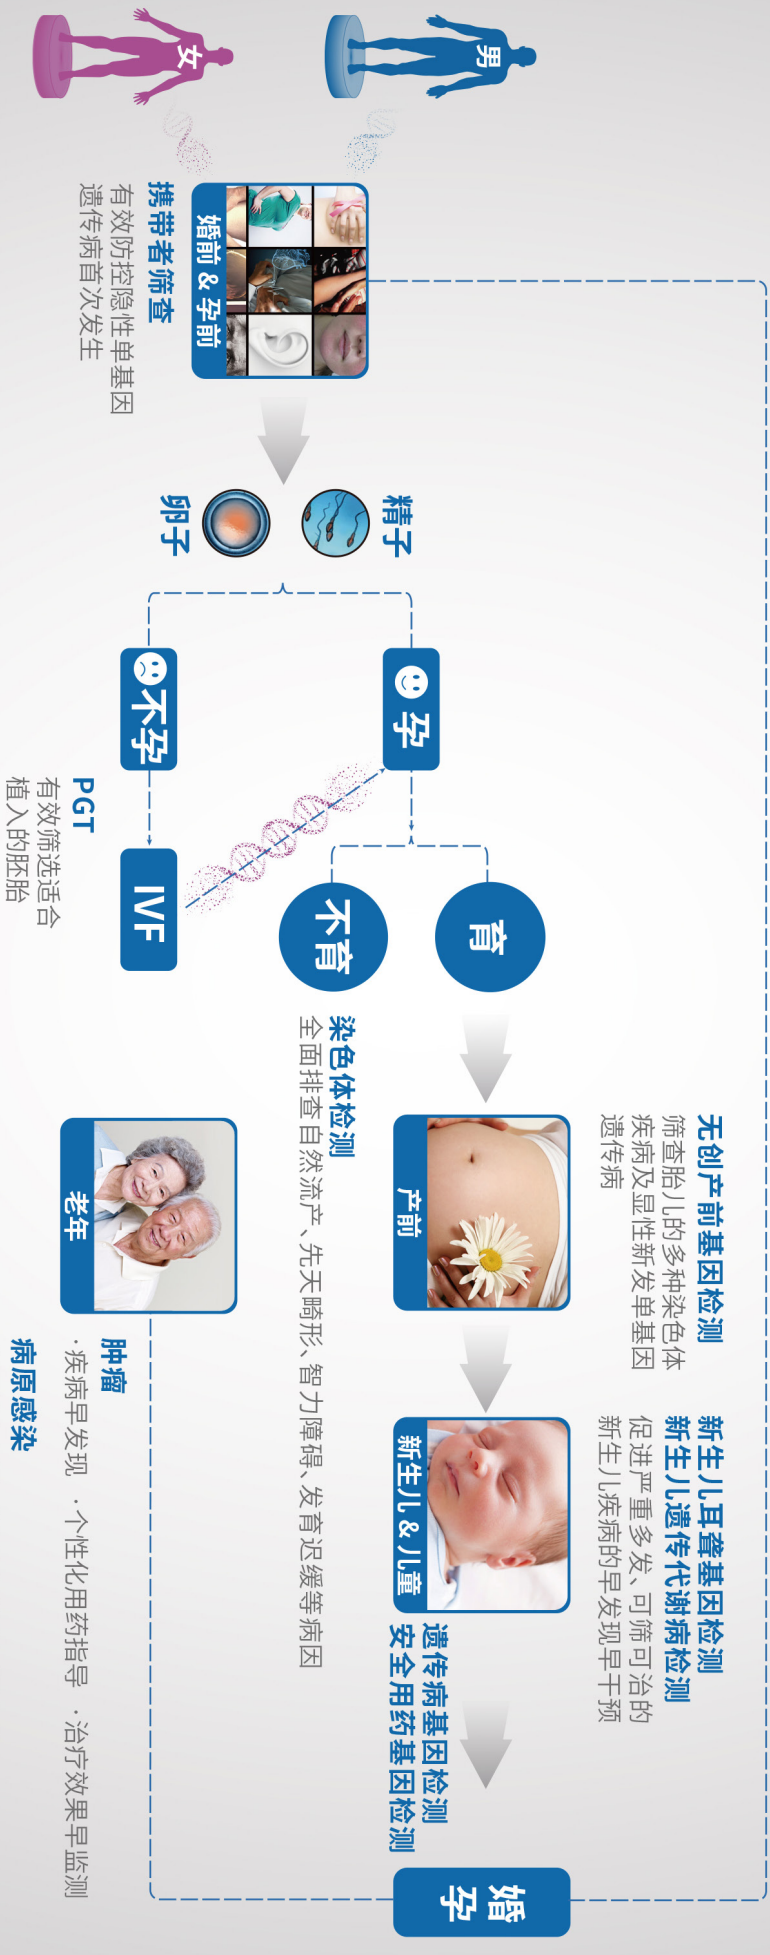 男
女
婚前 & 孕前
携带者筛查
有效防控隐性单基因
遗传病首次发生
精子
卵子
孕
不孕
PGT
有效筛选适合
植入的胚胎
IVF
育
不育
染色体检测
全面排查自然流产、先天畸形、智力障碍、发育迟缓等病因
无创产前基因检测
筛查胎儿的多种染色体
疾病及显性新发单基因
遗传病
产前
新生儿耳聋基因检测
新生儿遗传代谢病检测
促进严重多发、可筛可治的
新生儿疾病的早发现早干预
新生儿 & 儿童
遗传病基因检测
安全用药基因检测
婚
孕
老年
肿瘤
·疾病早发现 ·个性化用药指导 ·治疗效果早监测
病原感染